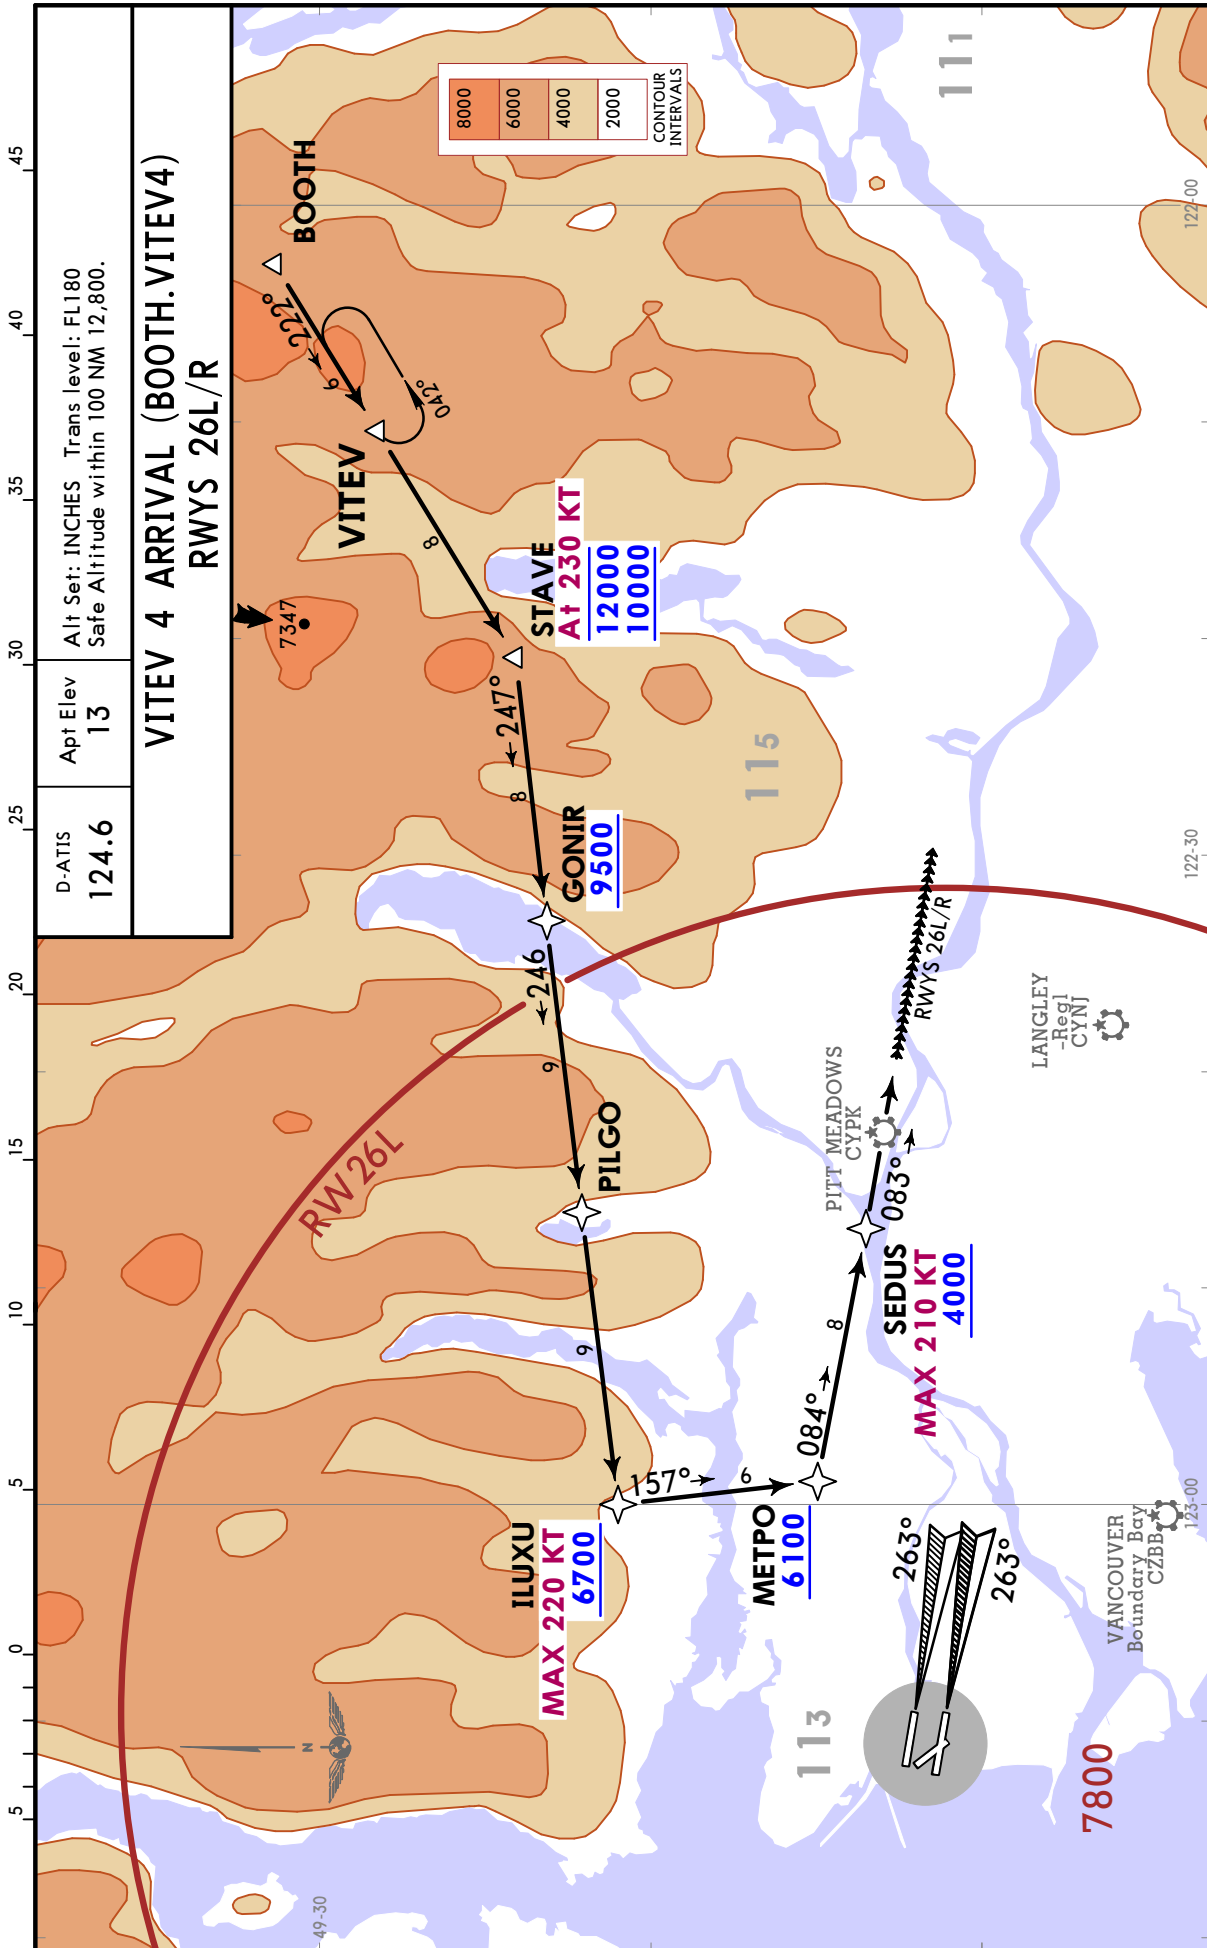 D-ATIS
124.6
Apt Elev
13
Alt Set: INCHES Trans level: FL180
Safe Altitude within 100 NM 12,800.
VITEV 4 ARRIVAL (BOOTH.VITEV4)
RWYS 26L/R
5
0
5
10
15
20
25
30
35
40
45
8000
6000
4000
2000
CONTOUR
INTERVALS
111
BOOTH
222°
6
042°
VITEV
8
7347
STAVE
At 230 KT
12000
10000
247°
8
115
GONIR
9500
246
9
PILGO
9
RW 26L
ILUXU
MAX 220 KT
6700
157°
6
METPO
6100
084°
8
SEDUS
MAX 210 KT
4000
083°
RWYS 26L/R
PITT MEADOWS
CYPK
LANGLEY
-Regl
CYNJ
VANCOUVER
Boundary Bay
CZBB
263°
263°
113
7800
N
49-30
123-00
122-30
122-00